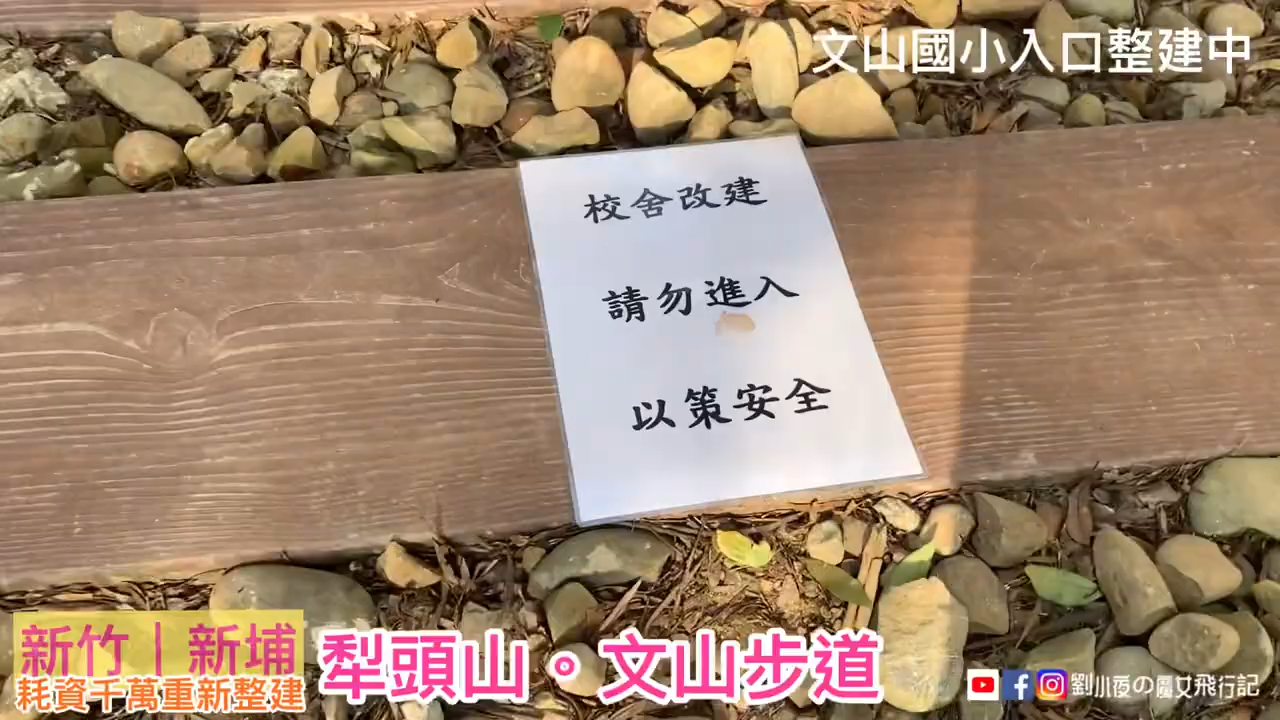 文山國小入口整建中
校舍改建
請勿進入
以策安全
新竹｜新埔
耗資千萬重新整建
犁頭山。文山步道
劉小夜の魔女飛行記